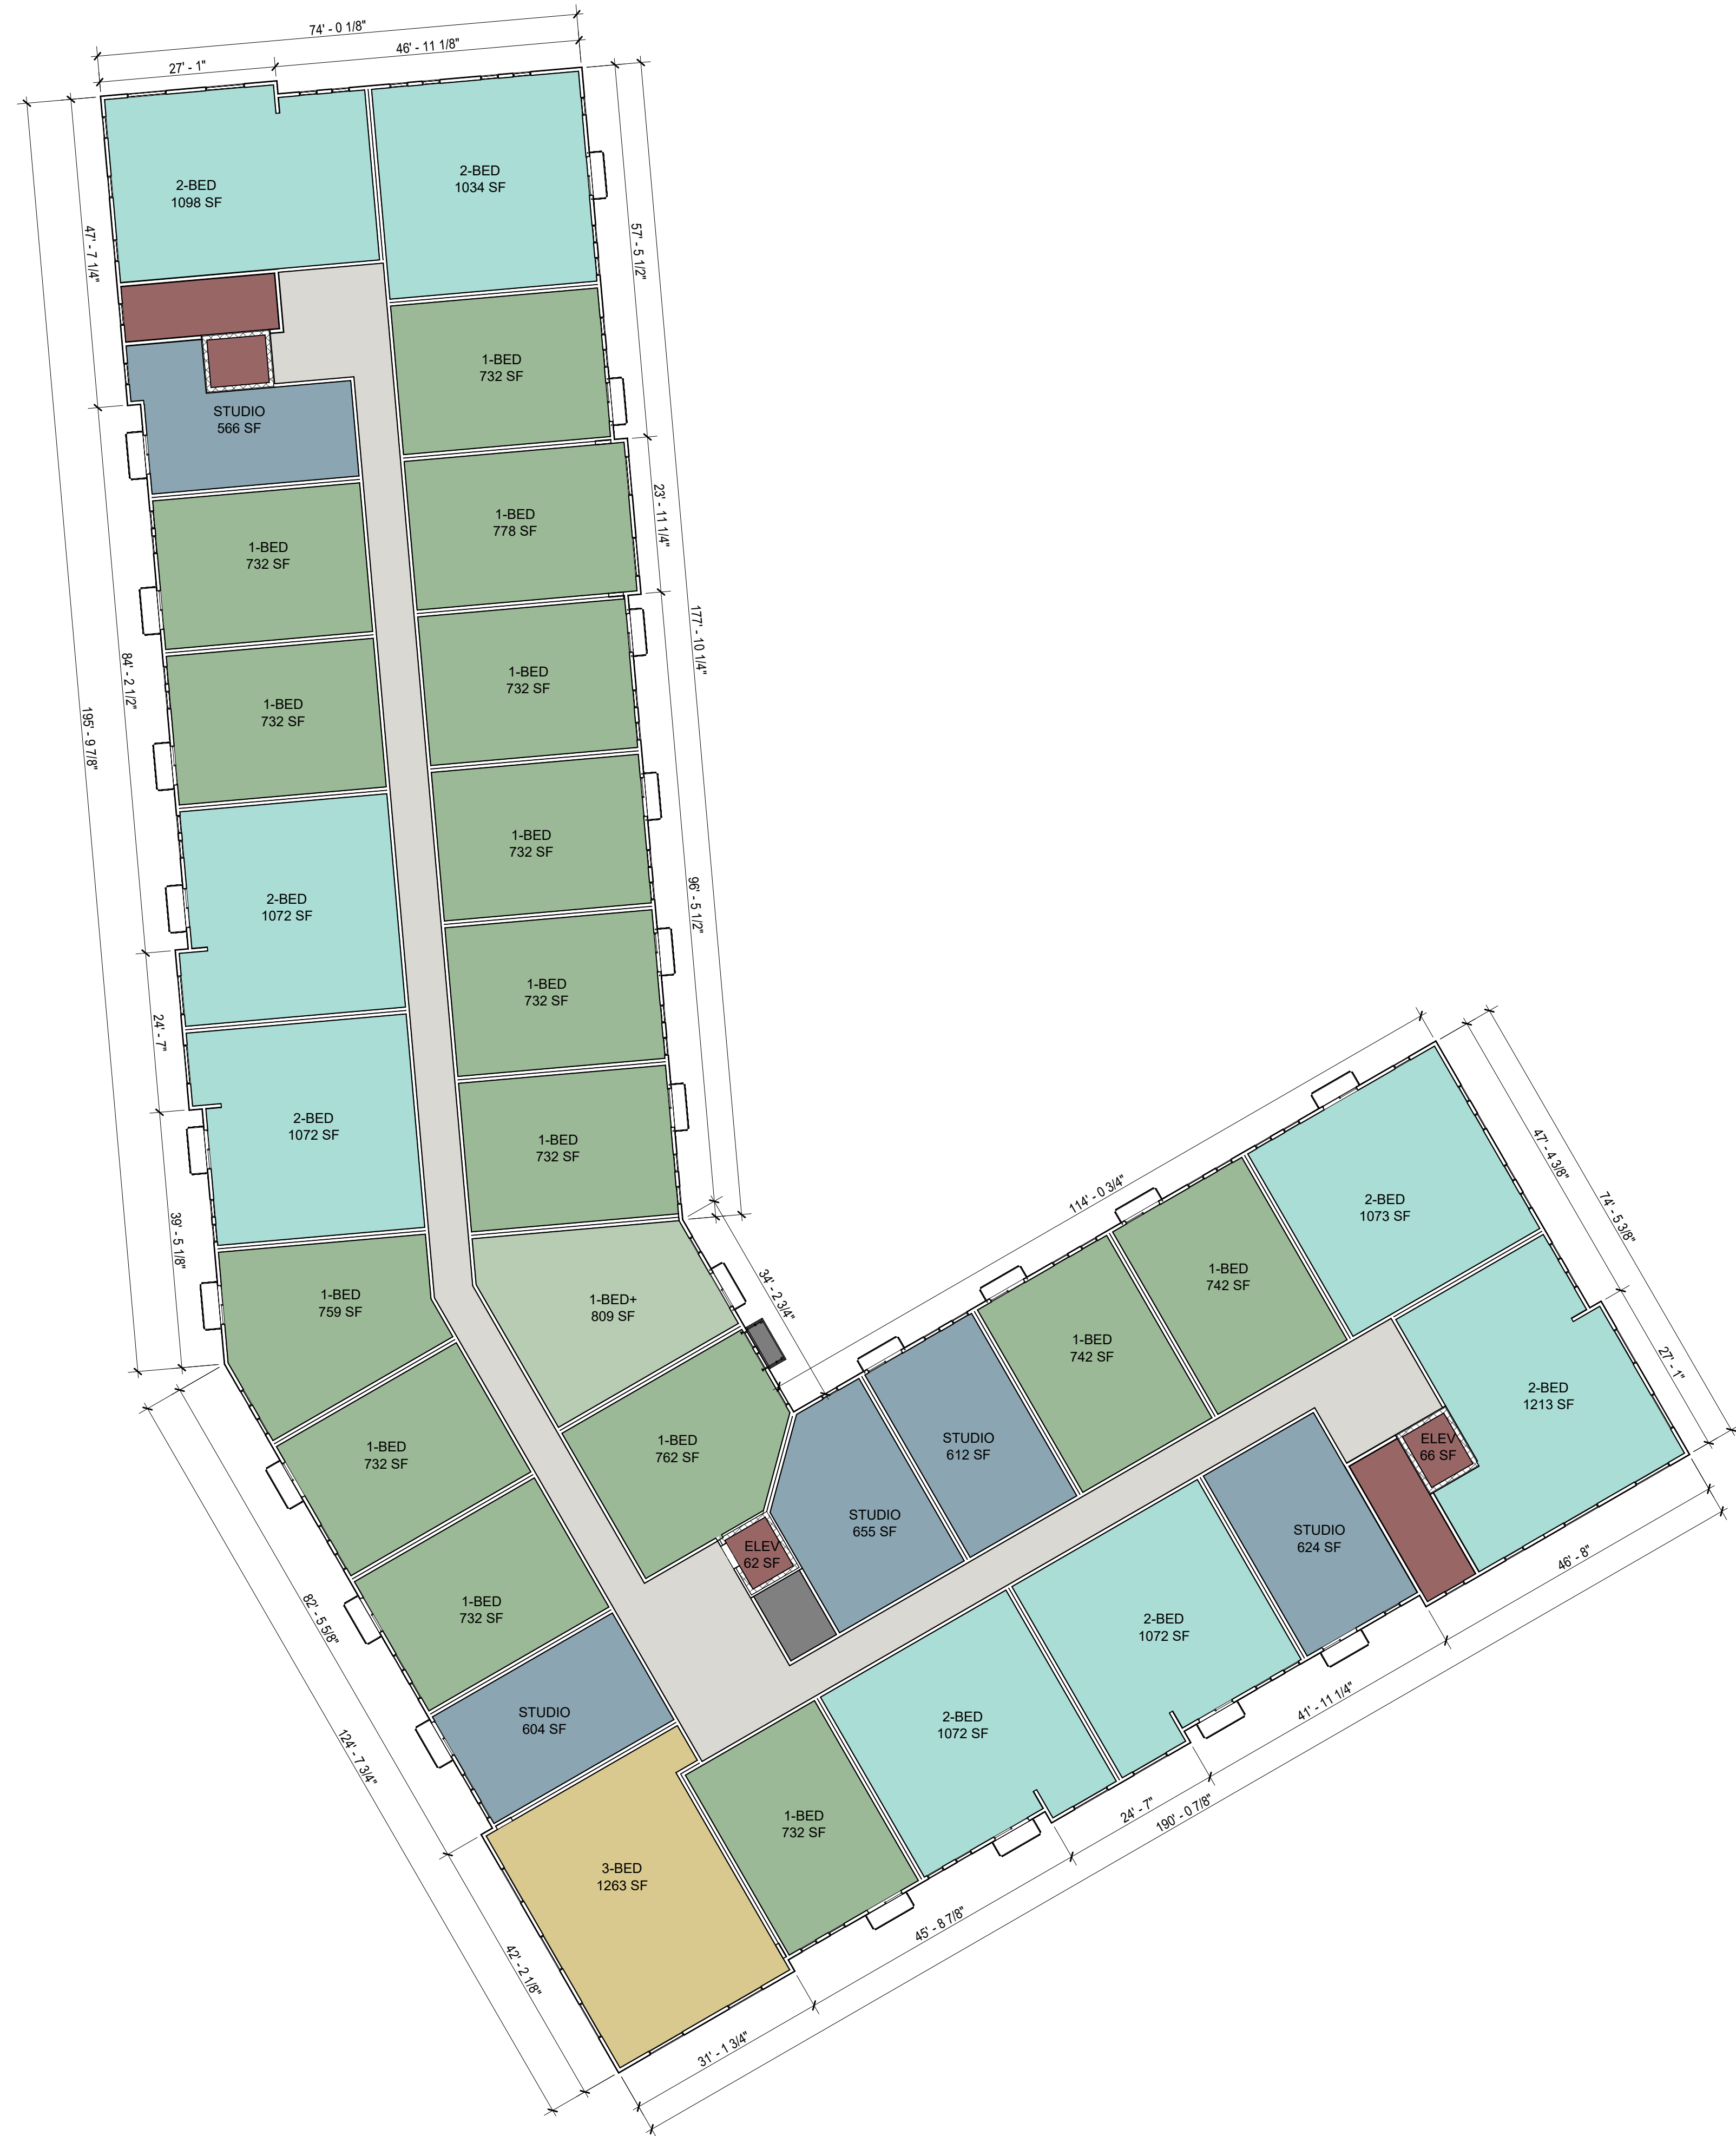 74' - 0 1/8"
27' - 1"
46' - 11 1/8"
2-BED
1098 SF
2-BED
1034 SF
47' - 7 1/4"
57' - 5 1/2"
1-BED
732 SF
STUDIO
566 SF
1-BED
778 SF
23' - 11 1/4"
1-BED
732 SF
177' - 10 1/4"
84' - 2 1/2"
195' - 9 7/8"
1-BED
732 SF
1-BED
732 SF
1-BED
732 SF
2-BED
1072 SF
96' - 5 1/2"
1-BED
732 SF
24' - 7"
2-BED
1072 SF
1-BED
732 SF
39' - 5 1/8"
1-BED
759 SF
1-BED+
809 SF
34' - 2 3/4"
114' - 0 3/4"
47' - 4 3/8"
74' - 5 3/8"
2-BED
1073 SF
1-BED
742 SF
1-BED
742 SF
27' - 1"
2-BED
1213 SF
1-BED
732 SF
1-BED
762 SF
STUDIO
612 SF
ELEV
66 SF
STUDIO
655 SF
STUDIO
624 SF
ELEV
62 SF
46' - 8"
82' - 5 5/8"
1-BED
732 SF
2-BED
1072 SF
41' - 11 1/4"
124' - 7 3/4"
STUDIO
604 SF
2-BED
1072 SF
24' - 7"
190' - 0 7/8"
1-BED
732 SF
3-BED
1263 SF
45' - 8 7/8"
42' - 2 1/8"
31' - 1 3/4"